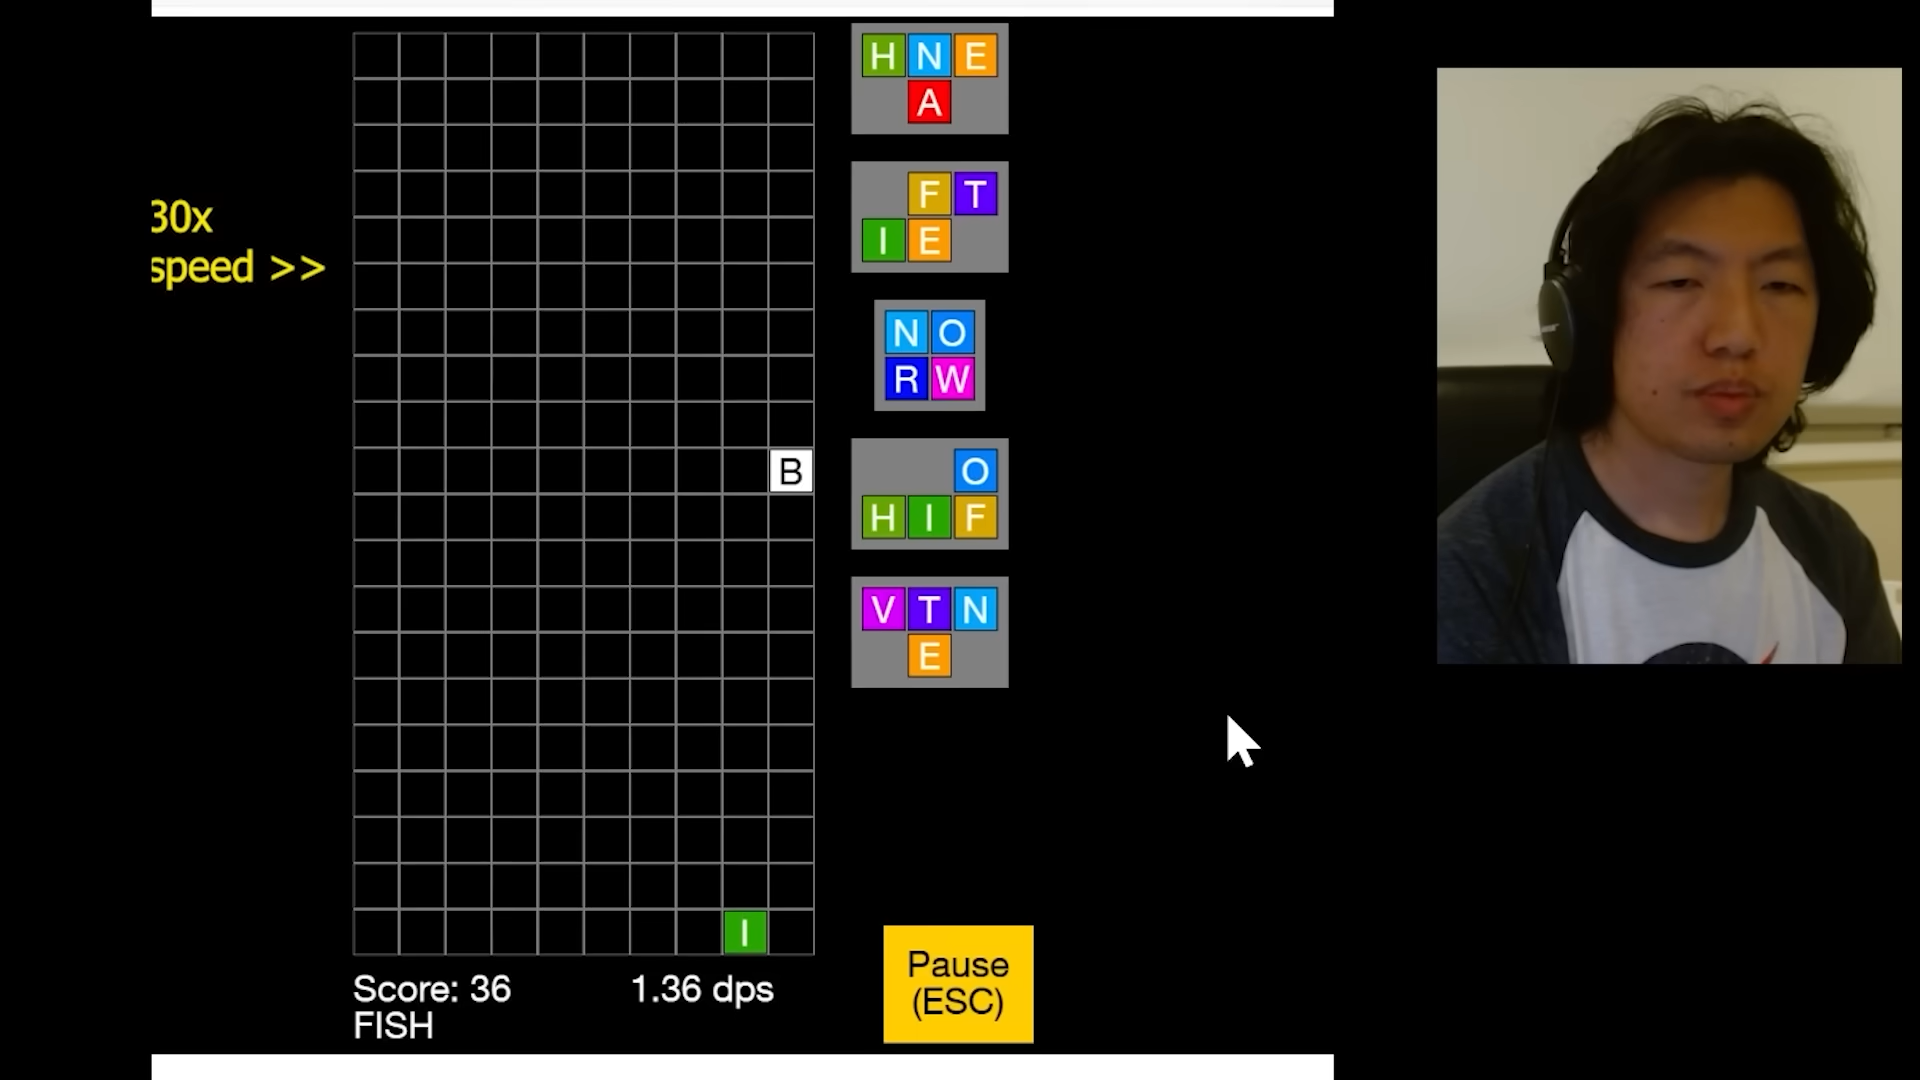 30x
speed >>
H N E
A
F T
I E
N O
R W
O
H I F
V T N
E
B
I
Score: 36
1.36 dps
FISH
Pause
(ESC)